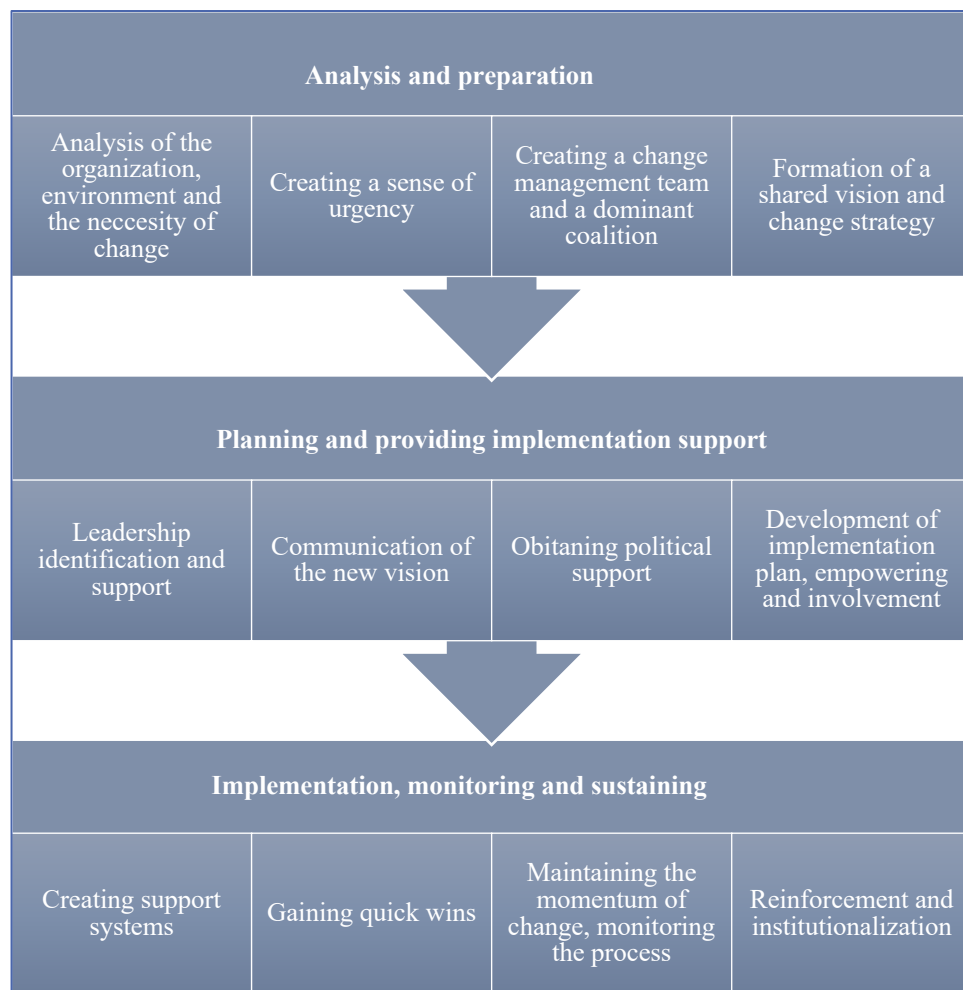 Analysis and preparation
Analysis of the
organization,
environment and
the neccesity of
change
Creating a sense of
urgency
Creating a change
management team
and a dominant
coalition
Formation of a
shared vision and
change strategy
Planning and providing implementation support
Leadership
identification and
support
Communication of
the new vision
Obitaning political
support
Development of
implementation
plan, empowering
and involvement
Implementation, monitoring and sustaining
Creating support
systems
Gaining quick wins
Maintaining the
momentum of
change, monitoring
the process
Reinforcement and
institutionalization